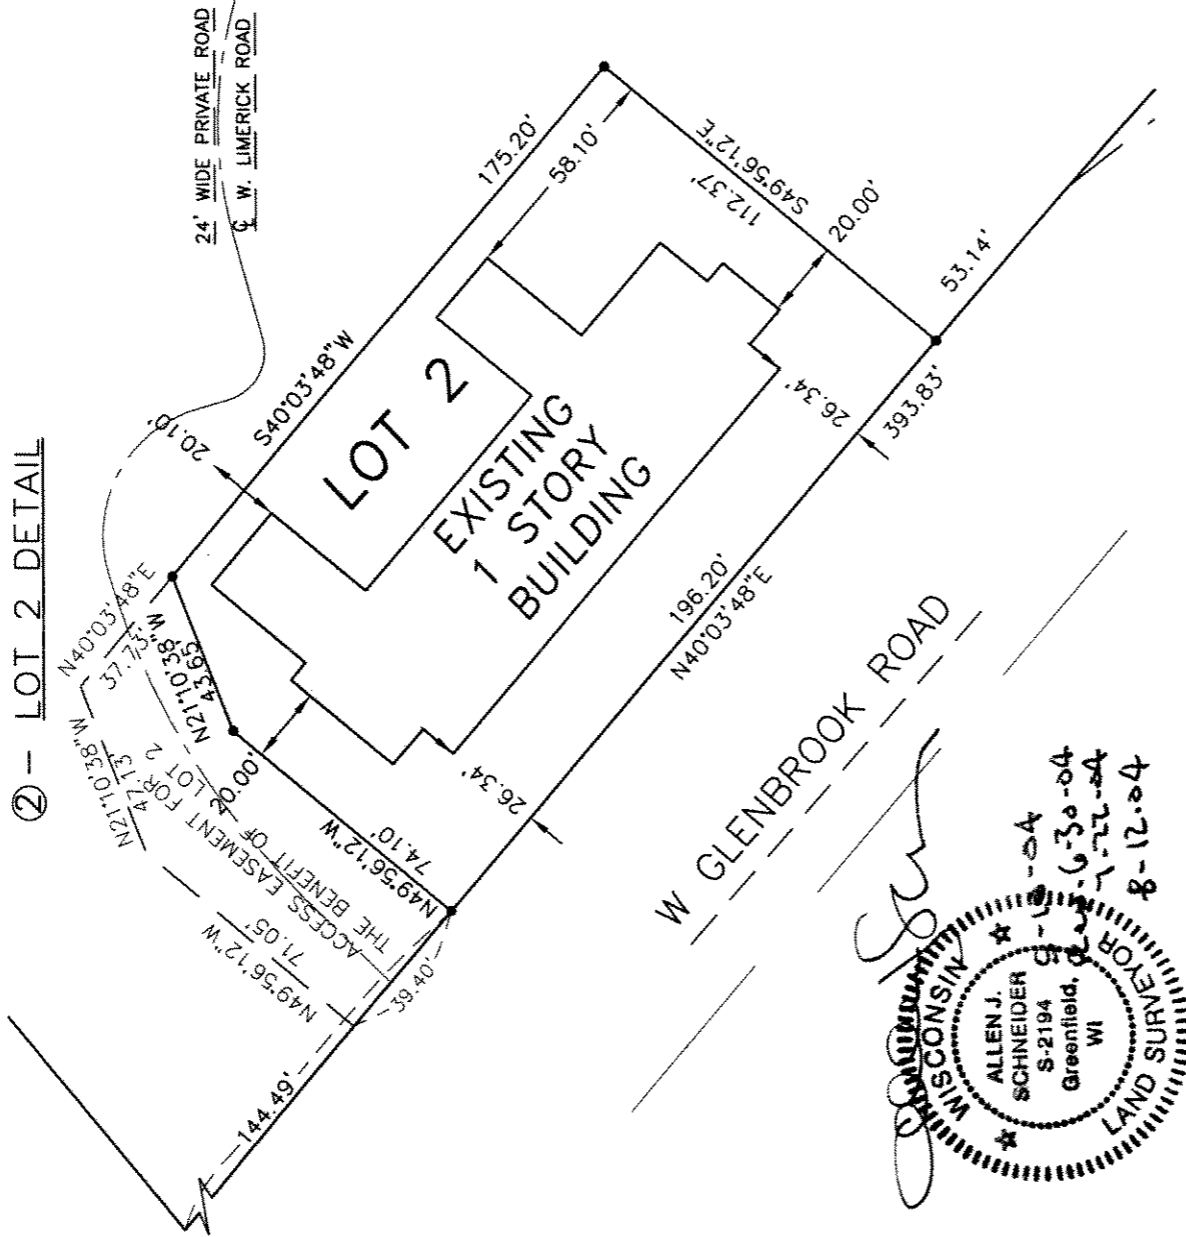 ② - LOT 2 DETAIL
24' WIDE PRIVATE ROAD
℄ W. LIMERICK ROAD
N40°03'48"E
37.73'
N21°10'38"W
47.13'
N21°10'38"W
43.65'
S40°03'48"W
175.20'
20.10'
58.10'
LOT 2
EXISTING
1 STORY
BUILDING
S49°56'12"E
112.37'
20.00'
20.00'
N49°56'12"W
74.10'
N49°56'12"W
71.05'
ACCESS EASEMENT FOR
THE BENEFIT OF LOT 2
39.40'
144.49'
26.34'
26.34'
196.20'
N40°03'48"E
393.83'
53.14'
W GLENBROOK ROAD
WISCONSIN
ALLEN J.
SCHNEIDER
S-2194
Greenfield,
WI
LAND SURVEYOR
6-30-04
8-12-04